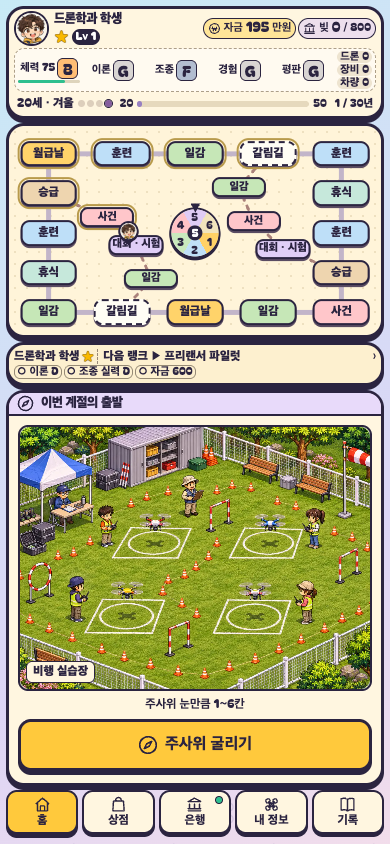 드론학과 학생
Lv 1
자금 195 만원
빚 0 / 800
체력 75 B
이론 G
조종 F
경험 G
평판 G
드론 0
장비 0
차량 0
20세 · 겨울
20
50
1 / 30년
월급날
훈련
일감
갈림길
훈련
승급
일감
휴식
사건
사건
훈련
대회 · 시험
5
6
1
2
3
4
5
대회 · 시험
훈련
휴식
일감
승급
일감
갈림길
월급날
일감
사건
드론학과 학생
다음 랭크 ▶ 프리랜서 파일럿
이론 D
조종 실력 D
자금 600
이번 계절의 출발
비행 실습장
주사위 눈만큼 1~6칸
주사위 굴리기
홈
상점
은행
내 정보
기록